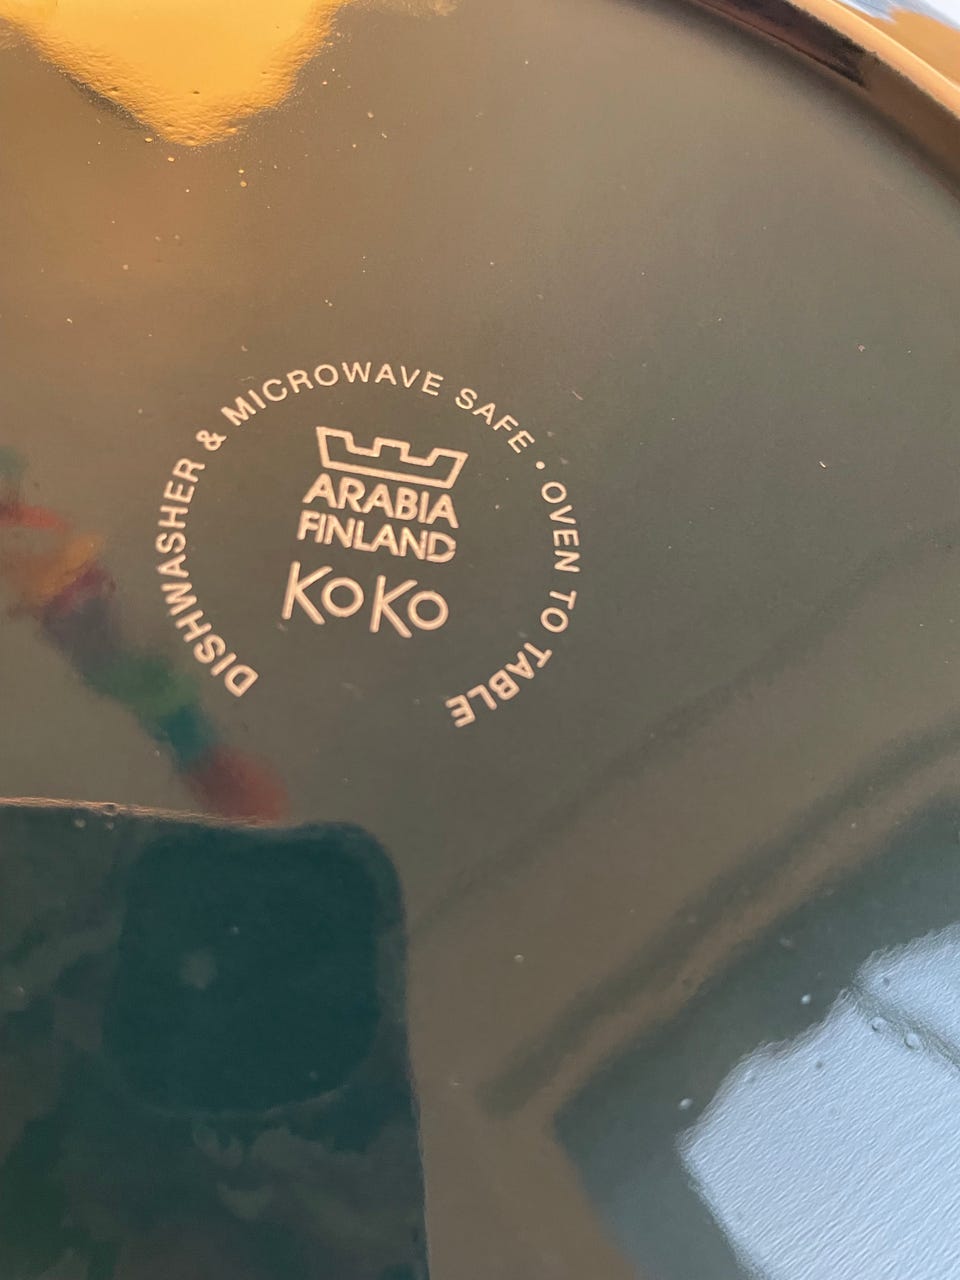 DISHWASHER & MICROWAVE SAFE • OVEN TO TABLE
ARABIA
FINLAND
KOKO